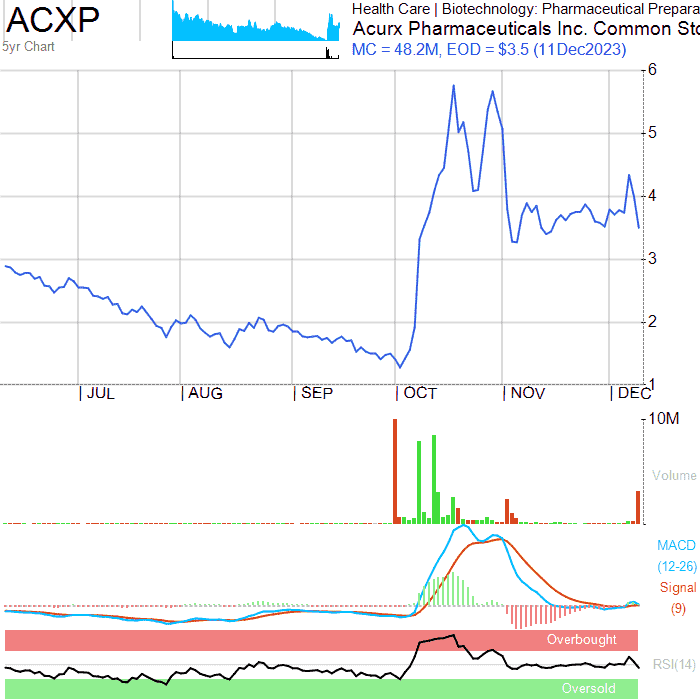 ACXP
5yr Chart
Health Care | Biotechnology: Pharmaceutical Prepara
Acurx Pharmaceuticals Inc. Common Sto
MC = 48.2M, EOD = $3.5 (11Dec2023)
6
5
4
3
2
1
JUL AUG SEP OCT NOV DEC
10M
Volume
MACD
(12-26)
Signal
(9)
Overbought
RSI(14)
Oversold